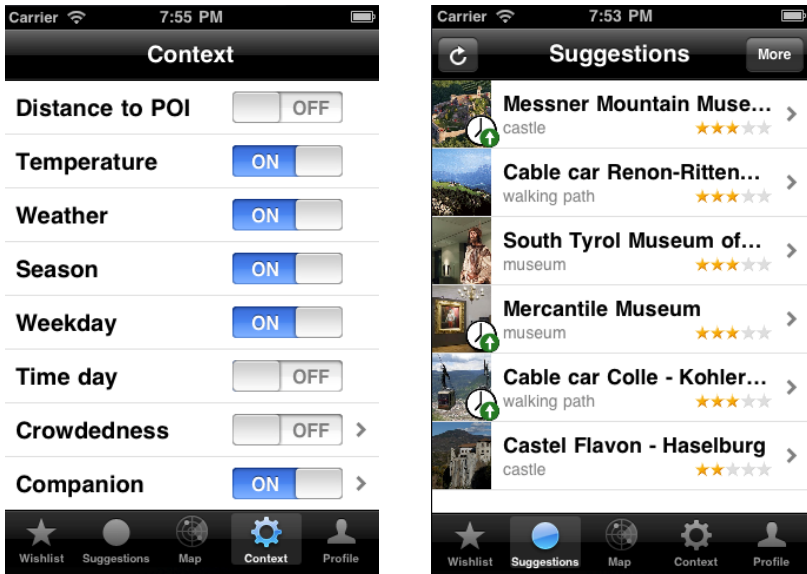 Carrier 7:55 PM
Context
Distance to POI OFF
Temperature ON
Weather ON
Season ON
Weekday ON
Time day OFF
Crowdedness OFF
Companion ON
Wishlist Suggestions Map Context Profile
Carrier 7:53 PM
Suggestions More
Messner Mountain Muse...
castle
Cable car Renon-Ritten...
walking path
South Tyrol Museum of...
museum
Mercantile Museum
museum
Cable car Colle - Kohler...
walking path
Castel Flavon - Haselburg
castle
Wishlist Suggestions Map Context Profile